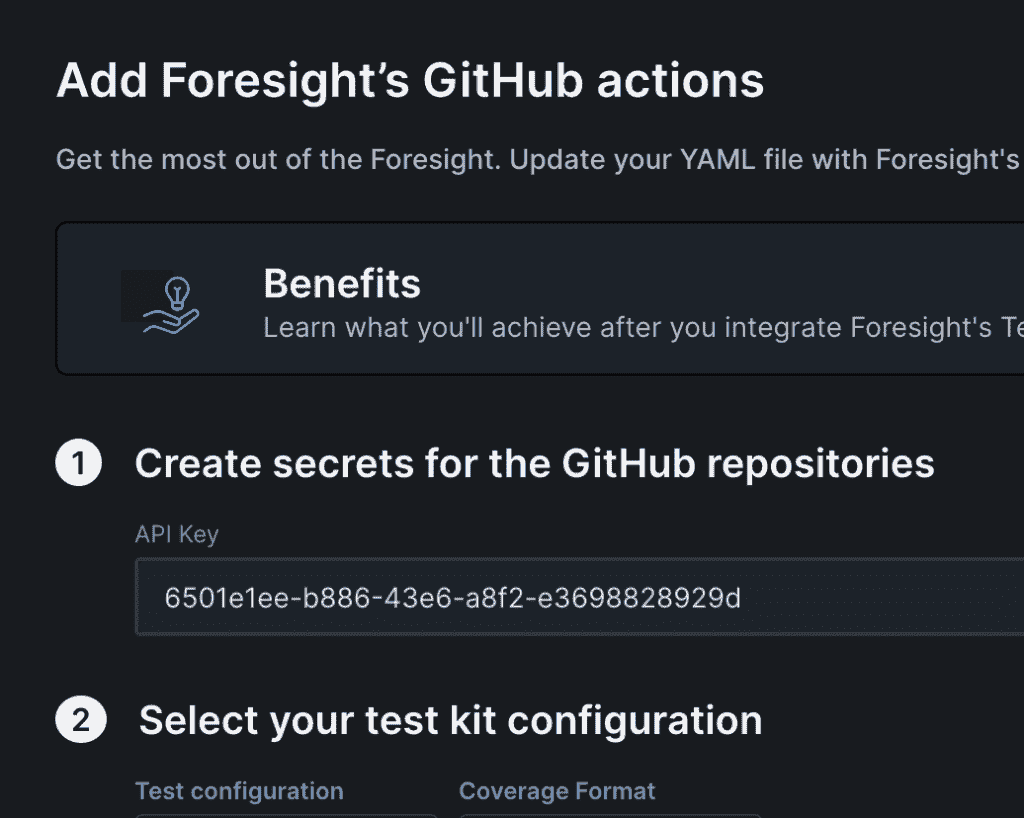 Add Foresight’s GitHub actions
Get the most out of the Foresight. Update your YAML file with Foresight's
Benefits
Learn what you'll achieve after you integrate Foresight's Te
1 Create secrets for the GitHub repositories
API Key
6501e1ee-b886-43e6-a8f2-e3698828929d
2 Select your test kit configuration
Test configuration Coverage Format